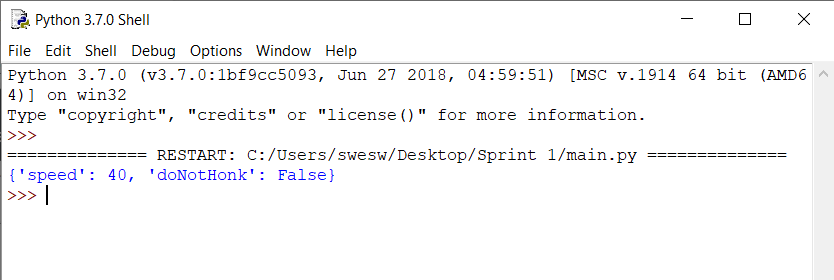 Python 3.7.0 Shell
File Edit Shell Debug Options Window Help
Python 3.7.0 (v3.7.0:1bf9cc5093, Jun 27 2018, 04:59:51) [MSC v.1914 64 bit (AMD6
4)] on win32
Type "copyright", "credits" or "license()" for more information.
>>>
============== RESTART: C:/Users/swesw/Desktop/Sprint 1/main.py ==============
{'speed': 40, 'doNotHonk': False}
>>>